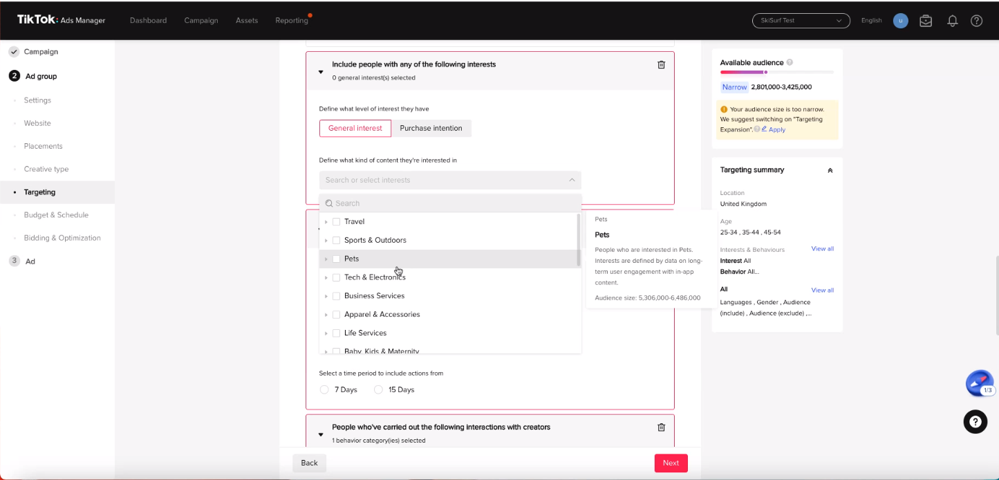 TikTok: Ads Manager
Dashboard
Campaign
Assets
Reporting
SkiSurf Test
English
u
Campaign
2 Ad group
Settings
Website
Placements
Creative type
Targeting
Budget & Schedule
Bidding & Optimization
3 Ad
Include people with any of the following interests
0 general interest(s) selected
Define what level of interest they have
General interest
Purchase intention
Define what kind of content they're interested in
Search or select interests
Search
Travel
Sports & Outdoors
Pets
Tech & Electronics
Business Services
Apparel & Accessories
Life Services
Baby, Kids & Maternity
Pets
Pets
People who are interested in Pets.
Interests are defined by data on long-
term user engagement with in-app
content.
Audience size: 5,306,000-6,486,000
Select a time period to include actions from
7 Days
15 Days
People who've carried out the following interactions with creators
1 behavior category(ies) selected
Back
Next
Available audience
Narrow 2,801,000-3,425,000
Your audience size is too narrow.
We suggest switching on "Targeting
Expansion". Apply
Targeting summary
Location
United Kingdom
Age
25-34 , 35-44 , 45-54
Interests & Behaviours
View all
Interest All
Behavior All...
All
View all
Languages , Gender , Audience
(include) , Audience (exclude) ,...
1/3